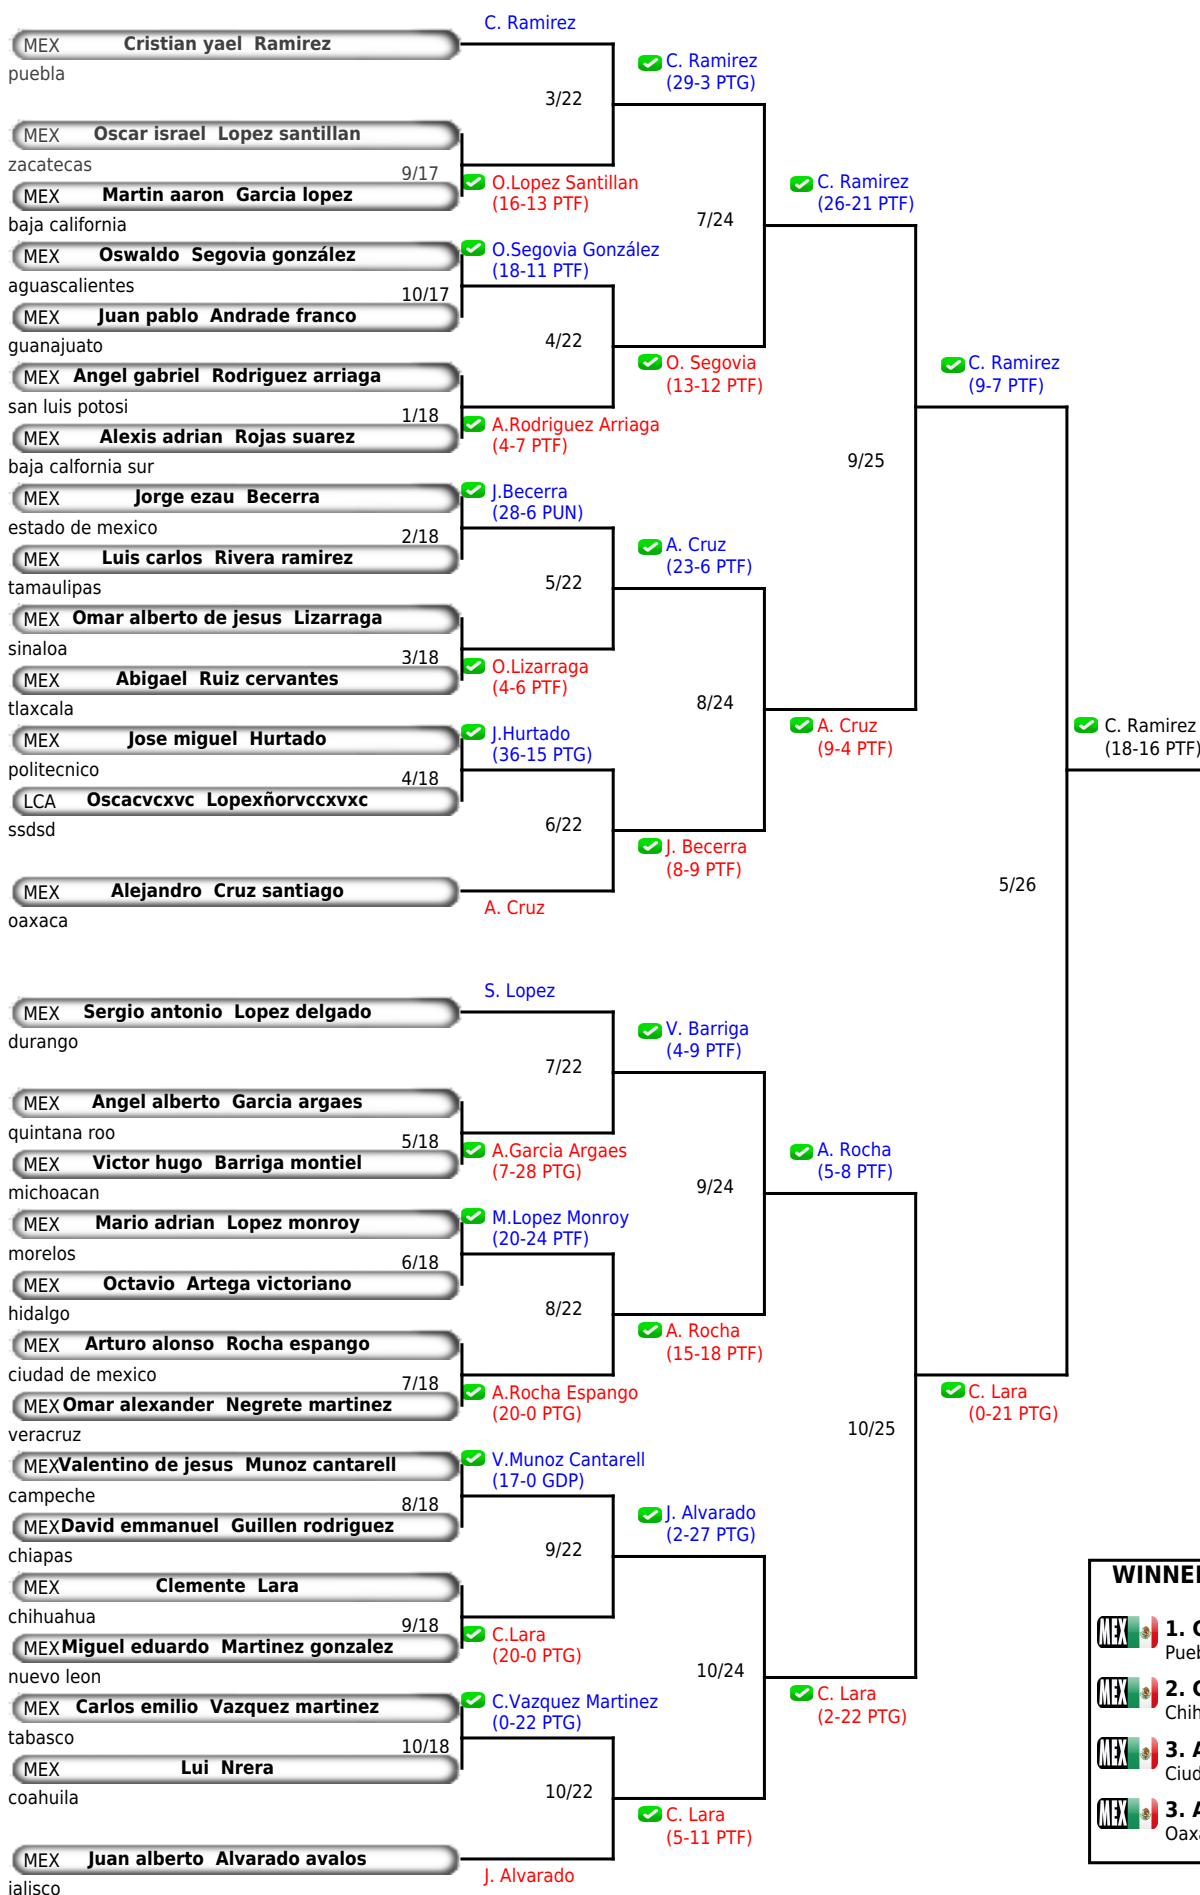 C. Ramirez
MEX Cristian yael Ramirez
puebla
C. Ramirez
(29-3 PTG)
3/22
MEX Oscar israel Lopez santillan
zacatecas
9/17
O.Lopez Santillan
(16-13 PTF)
MEX Martin aaron Garcia lopez
baja california
C. Ramirez
(26-21 PTF)
7/24
MEX Oswaldo Segovia gonzález
aguascalientes
10/17
O.Segovia González
(18-11 PTF)
MEX Juan pablo Andrade franco
guanajuato
4/22
O. Segovia
(13-12 PTF)
MEX Angel gabriel Rodriguez arriaga
san luis potosi
1/18
A.Rodriguez Arriaga
(4-7 PTF)
MEX Alexis adrian Rojas suarez
baja calfornia sur
C. Ramirez
(9-7 PTF)
9/25
MEX Jorge ezau Becerra
estado de mexico
2/18
J.Becerra
(28-6 PUN)
MEX Luis carlos Rivera ramirez
tamaulipas
5/22
A. Cruz
(23-6 PTF)
MEX Omar alberto de jesus Lizarraga
sinaloa
3/18
O.Lizarraga
(4-6 PTF)
MEX Abigael Ruiz cervantes
tlaxcala
8/24
A. Cruz
(9-4 PTF)
C. Ramirez
(18-16 PTF)
MEX Jose miguel Hurtado
politecnico
4/18
J.Hurtado
(36-15 PTG)
LCA Oscacvcxvc Lopexñorvccxvxc
ssdsd
6/22
J. Becerra
(8-9 PTF)
MEX Alejandro Cruz santiago
oaxaca
A. Cruz
5/26
S. Lopez
MEX Sergio antonio Lopez delgado
durango
V. Barriga
(4-9 PTF)
7/22
MEX Angel alberto Garcia argaes
quintana roo
5/18
A.Garcia Argaes
(7-28 PTG)
MEX Victor hugo Barriga montiel
michoacan
A. Rocha
(5-8 PTF)
9/24
MEX Mario adrian Lopez monroy
morelos
6/18
M.Lopez Monroy
(20-24 PTF)
MEX Octavio Artega victoriano
hidalgo
8/22
A. Rocha
(15-18 PTF)
MEX Arturo alonso Rocha espango
ciudad de mexico
7/18
A.Rocha Espango
(20-0 PTG)
MEX Omar alexander Negrete martinez
veracruz
C. Lara
(0-21 PTG)
10/25
MEX Valentino de jesus Munoz cantarell
campeche
8/18
V.Munoz Cantarell
(17-0 GDP)
MEX David emmanuel Guillen rodriguez
chiapas
9/22
J. Alvarado
(2-27 PTG)
MEX Clemente Lara
chihuahua
9/18
C.Lara
(20-0 PTG)
MEX Miguel eduardo Martinez gonzalez
nuevo leon
10/24
C. Lara
(2-22 PTG)
MEX Carlos emilio Vazquez martinez
tabasco
10/18
C.Vazquez Martinez
(0-22 PTG)
MEX Lui Nrera
coahuila
10/22
C. Lara
(5-11 PTF)
MEX Juan alberto Alvarado avalos
jalisco
J. Alvarado
WINNE
MEX 1. C
Pueb
MEX 2. C
Chih
MEX 3. A
Ciud
MEX 3. A
Oax